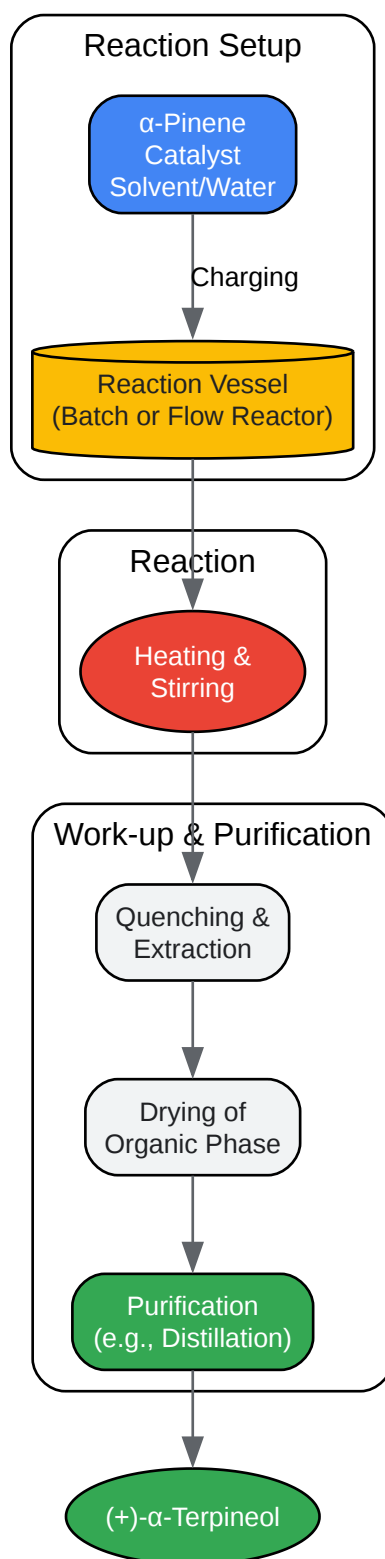 Reaction Setup
α-Pinene
Catalyst
Solvent/Water
Charging
Reaction Vessel
(Batch or Flow Reactor)
Reaction
Heating &
Stirring
Work-up & Purification
Quenching &
Extraction
Drying of
Organic Phase
Purification
(e.g., Distillation)
(+)-α-Terpineol